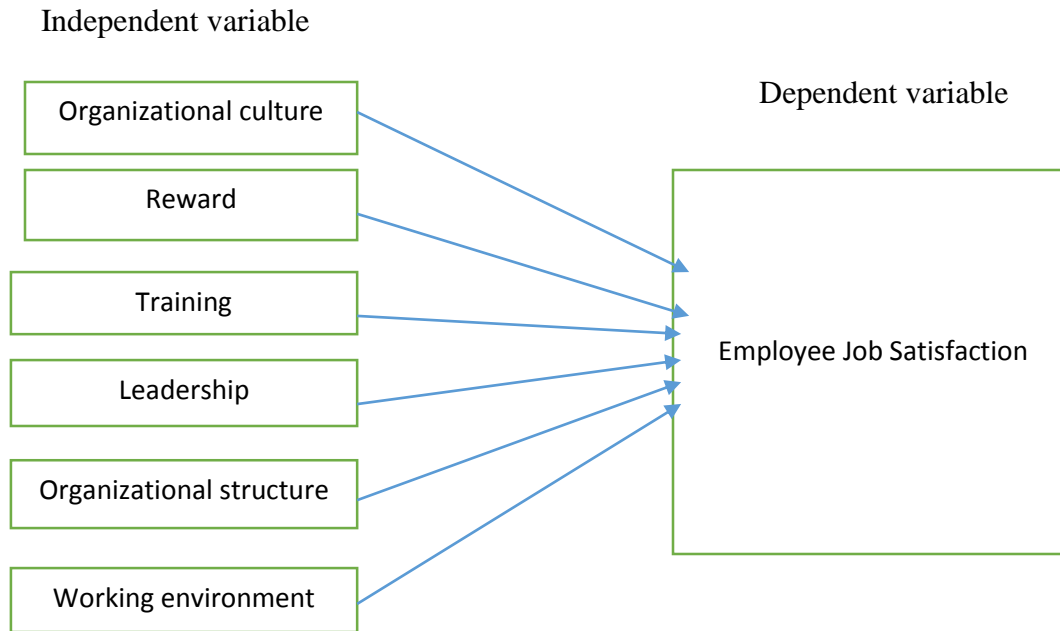 Independent variable
Dependent variable
Organizational culture
Reward
Training
Leadership
Organizational structure
Working environment
Employee Job Satisfaction